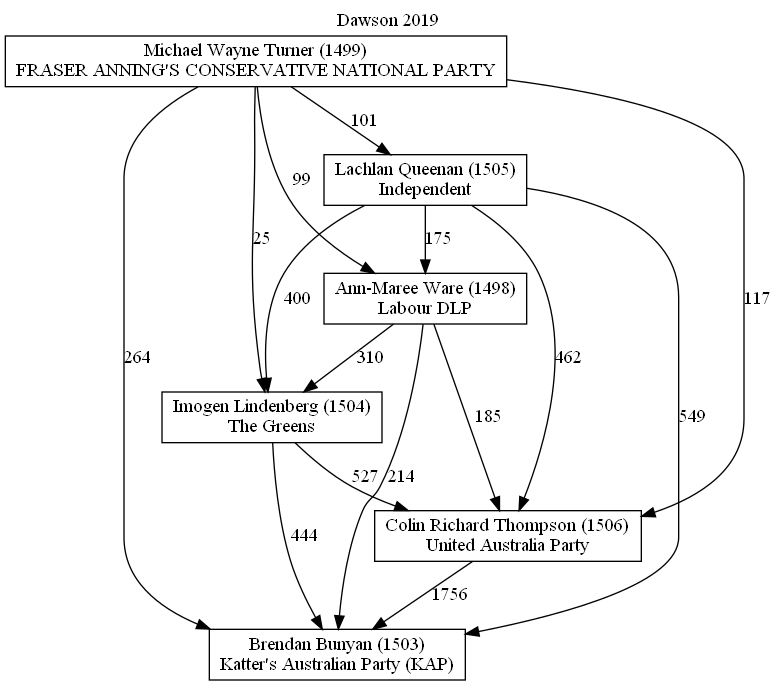 Dawson 2019
Michael Wayne Turner (1499)
FRASER ANNING'S CONSERVATIVE NATIONAL PARTY
101
Lachlan Queenan (1505)
Independent
99
25
175
400
Ann-Maree Ware (1498)
Labour DLP
117
264
310
462
Imogen Lindenberg (1504)
The Greens
185
549
527
214
444
Colin Richard Thompson (1506)
United Australia Party
1756
Brendan Bunyan (1503)
Katter's Australian Party (KAP)